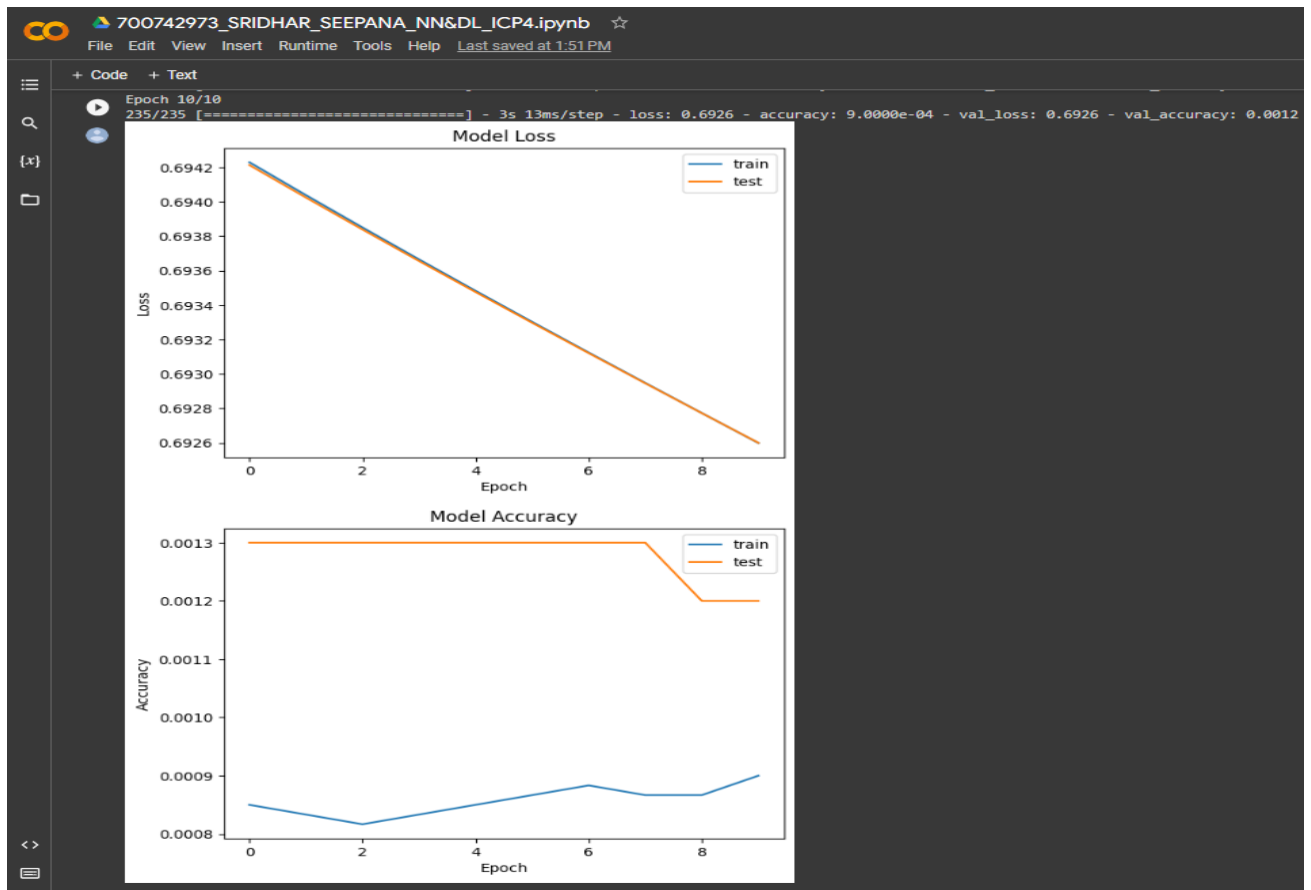 700742973_SRIDHAR_SEEPANA_NN&DL_ICP4.ipynb
File Edit View Insert Runtime Tools Help Last saved at 1:51 PM
+ Code + Text
Epoch 10/10
235/235 [==============================] - 3s 13ms/step - loss: 0.6926 - accuracy: 9.0000e-04 - val_loss: 0.6926 - val_accuracy: 0.0012
{x}
Model Loss
train
test
0.6942
0.6940
0.6938
0.6936
0.6934
0.6932
0.6930
0.6928
0.6926
Loss
0 2 4 6 8
Epoch
Model Accuracy
train
test
0.0013
0.0012
0.0011
0.0010
0.0009
0.0008
Accuracy
0 2 4 6 8
Epoch